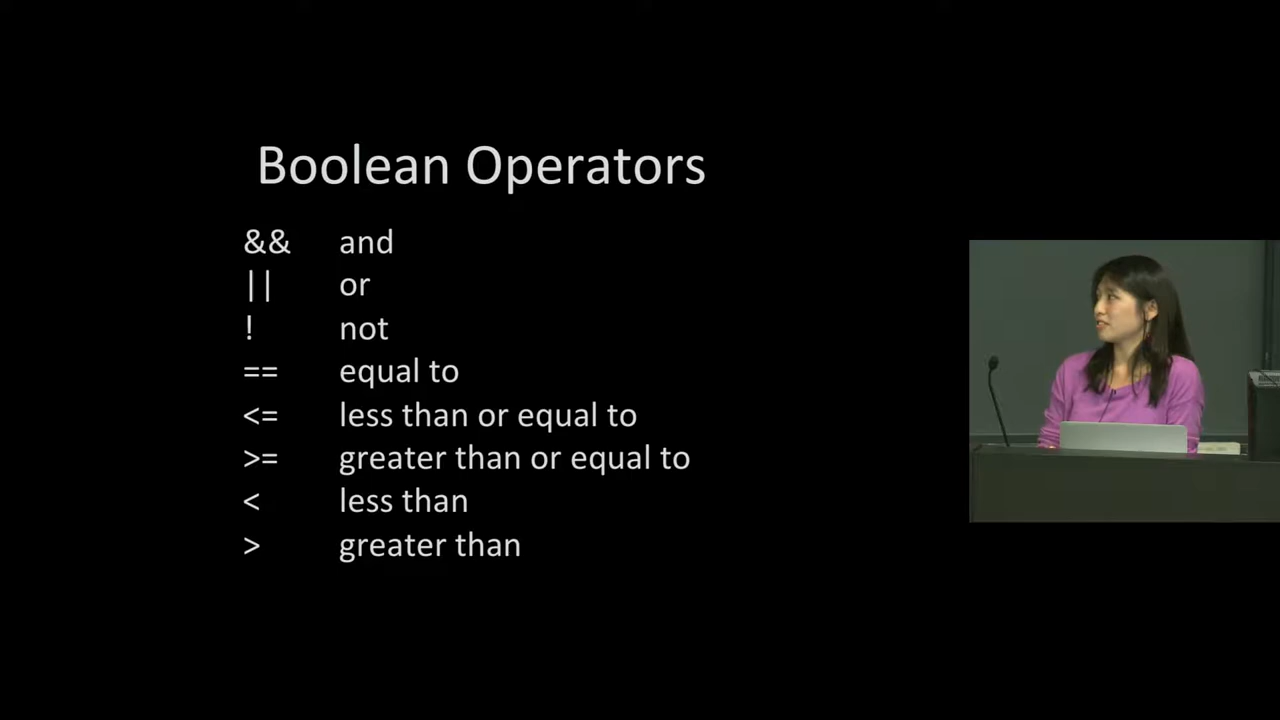 Boolean Operators
&& and
|| or
! not
== equal to
<= less than or equal to
>= greater than or equal to
< less than
> greater than